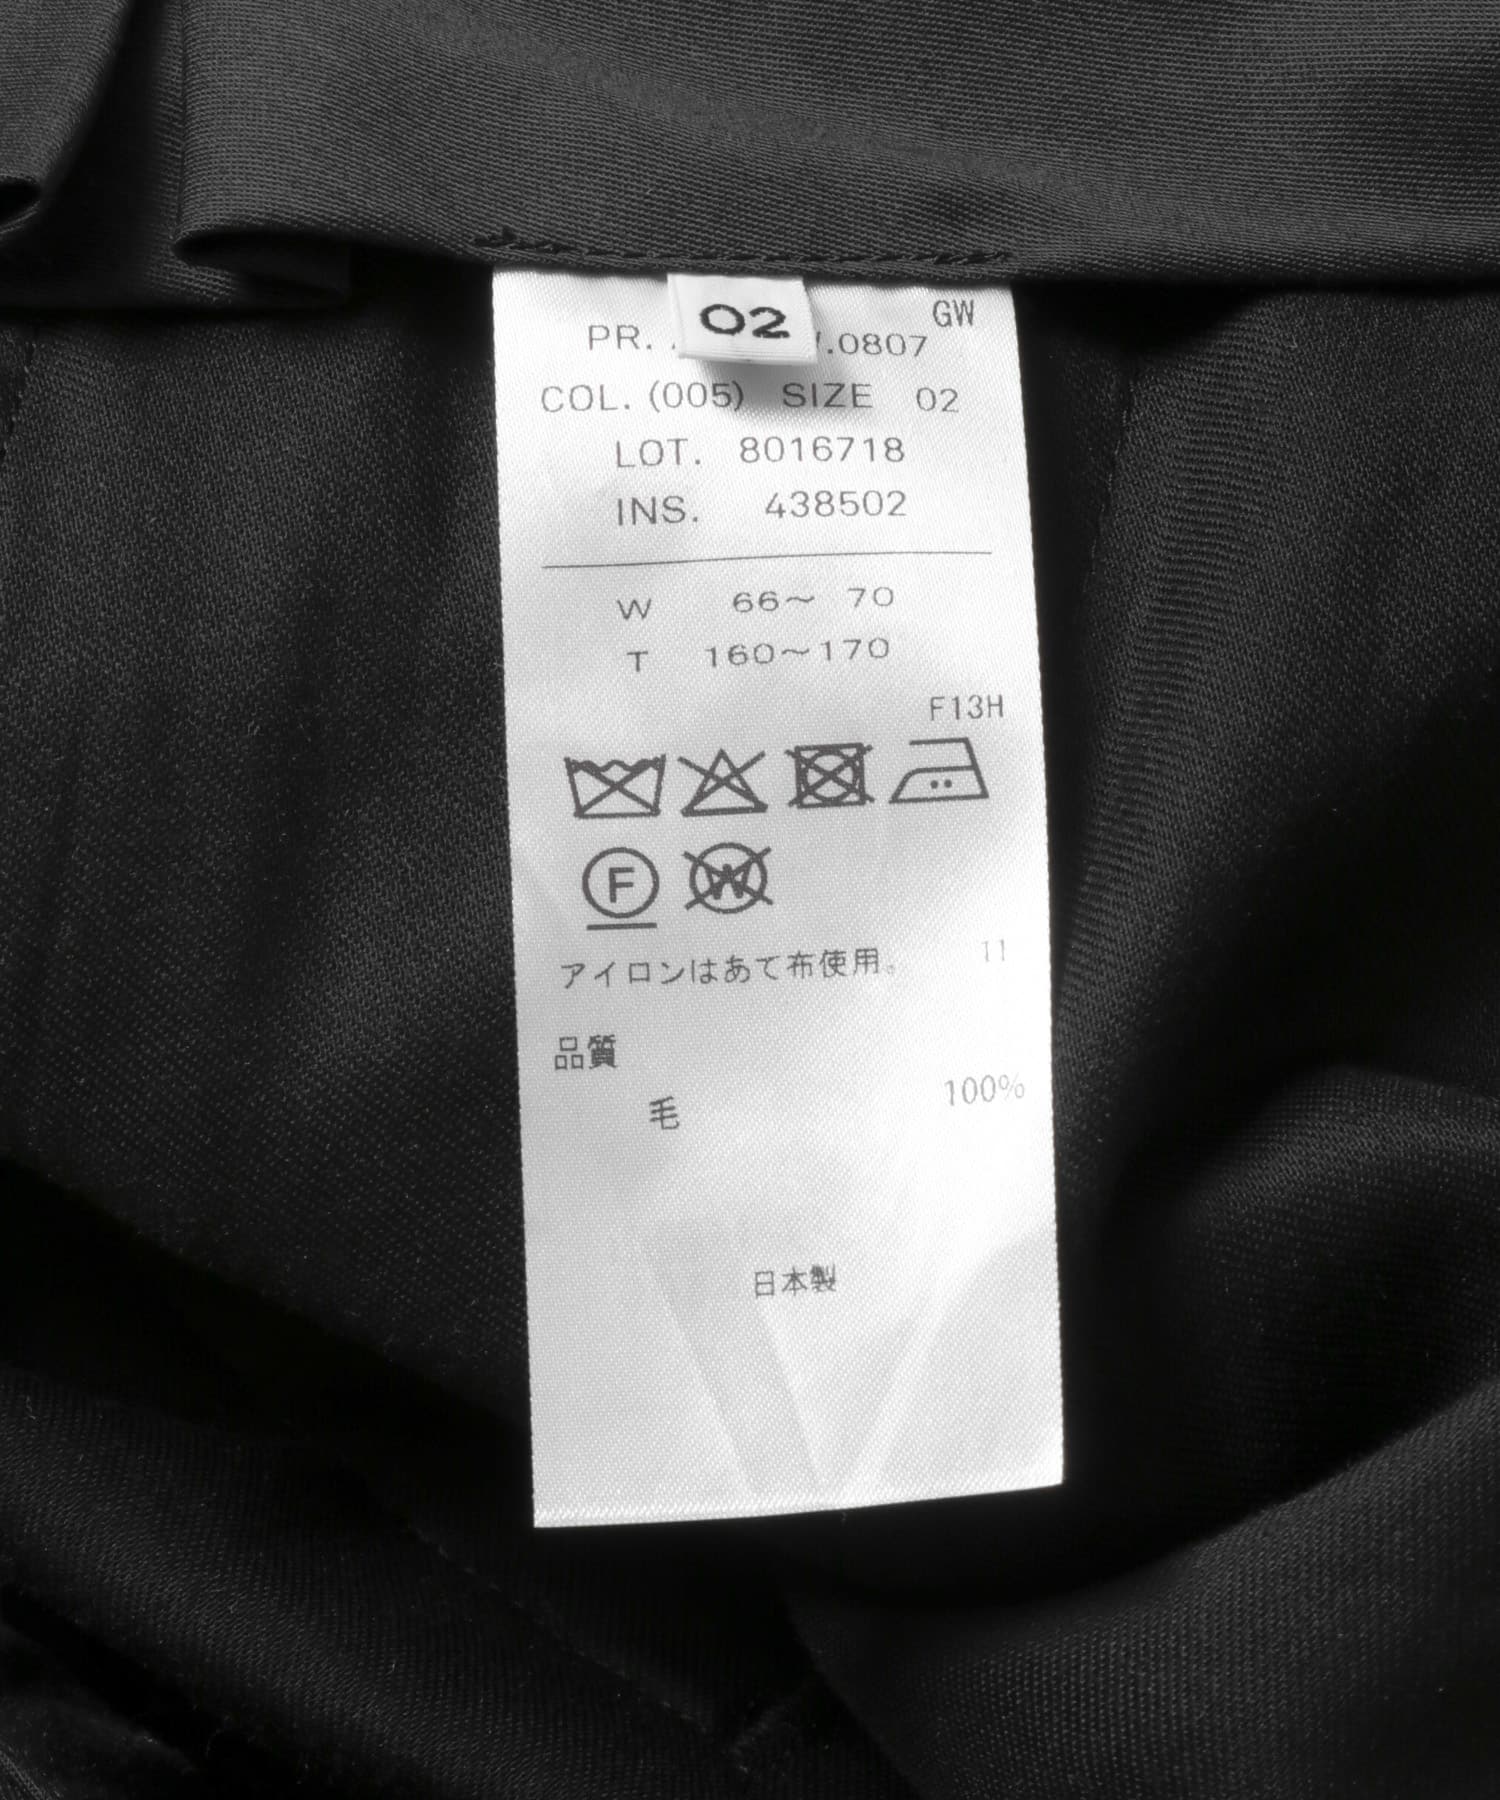 02
GW
PR. .0807
COL. (005) SIZE 02
LOT. 8016718
INS. 438502
W 66～ 70
T 160～170
F13H
F W
アイロンはあて布使用。 11
品質
毛 100%
日本製